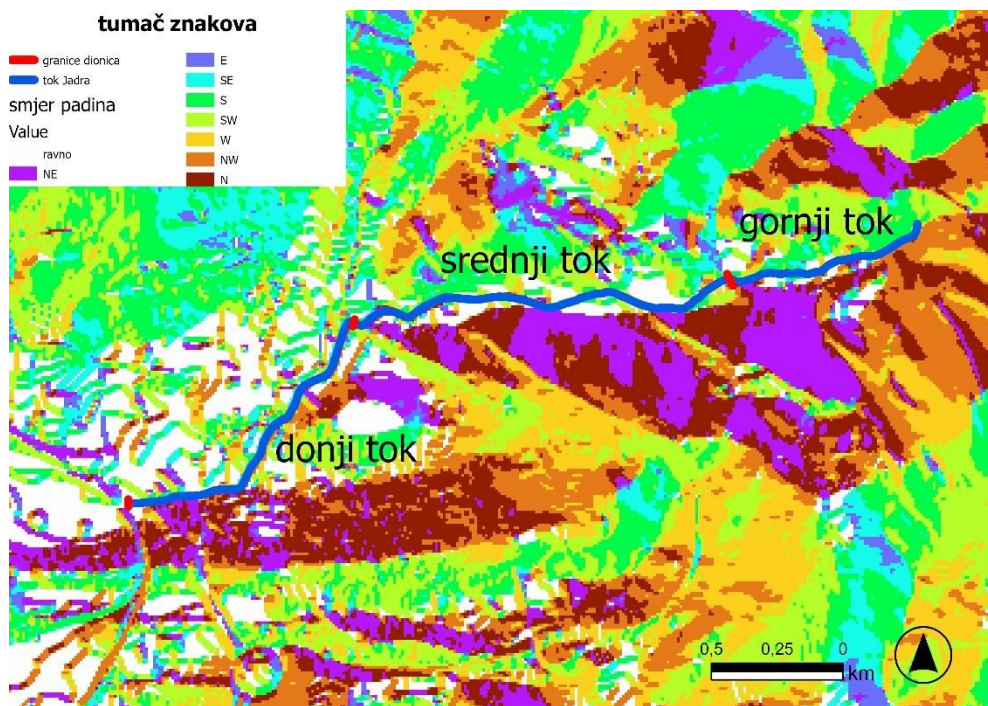 tumač znakova
granice dionica
tok Jadra
smjer padina
Value
ravno
NE
E
SE
S
SW
W
NW
N
gornji tok
srednji tok
donji tok
0,5 0,25 0
km